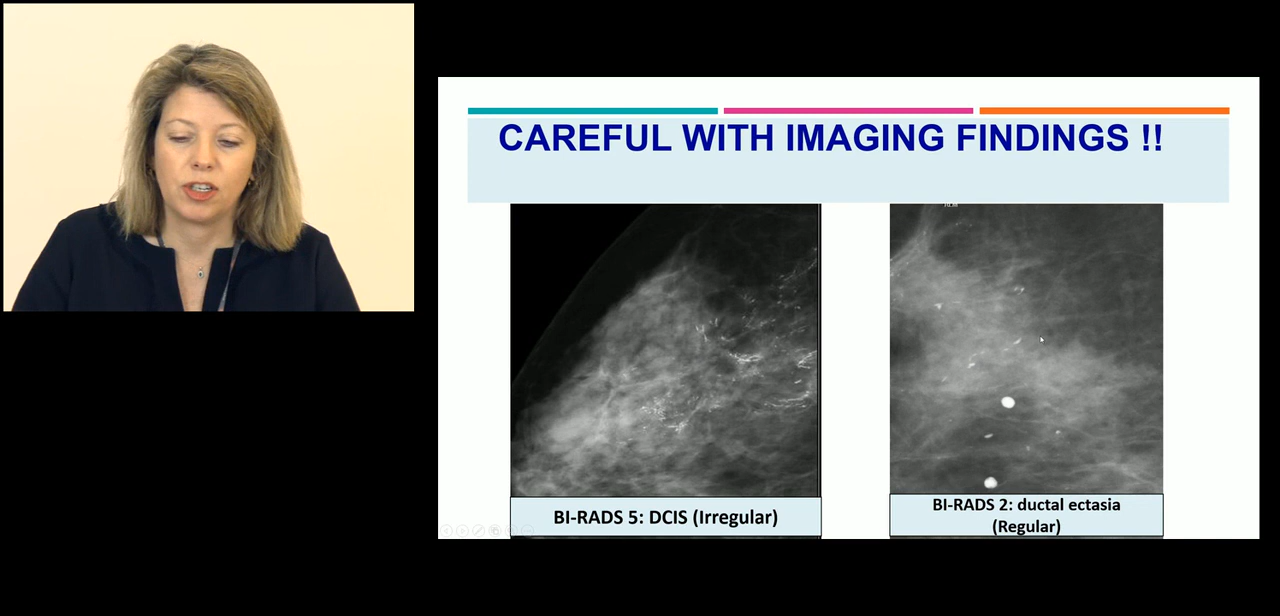 CAREFUL WITH IMAGING FINDINGS !!
BI-RADS 5: DCIS (Irregular)
BI-RADS 2: ductal ectasia
(Regular)